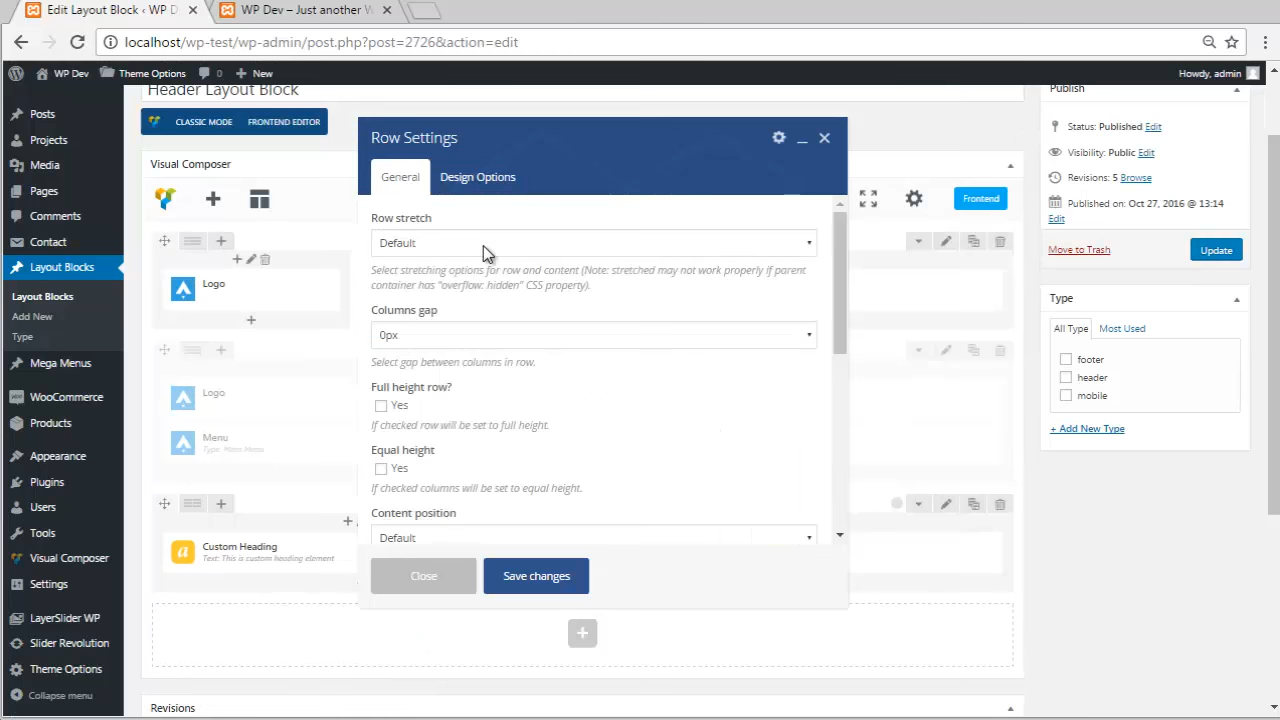 Edit Layout Block ‹ WP D
WP Dev – Just another W
localhost/wp-test/wp-admin/post.php?post=2726&action=edit
WP Dev
Theme Options
0
New
Howdy, admin
Posts
Projects
Media
Pages
Comments
Contact
Layout Blocks
Layout Blocks
Add New
Type
Mega Menus
WooCommerce
Products
Appearance
Plugins
Users
Tools
Visual Composer
Settings
LayerSlider WP
Slider Revolution
Theme Options
Collapse menu
Header Layout Block
CLASSIC MODE
FRONTEND EDITOR
Visual Composer
Frontend
Logo
Logo
Menu
Type: Mass Menu
Custom Heading
Text: This is custom heading element
Revisions
Row Settings
General
Design Options
Row stretch
Default
Select stretching options for row and content (Note: stretched may not work properly if parent
container has "overflow: hidden" CSS property).
Columns gap
0px
Select gap between columns in row.
Full height row?
Yes
If checked row will be set to full height.
Equal height
Yes
If checked columns will be set to equal height.
Content position
Default
Close
Save changes
Publish
Status: Published Edit
Visibility: Public Edit
Revisions: 5 Browse
Published on: Oct 27, 2016 @ 13:14
Edit
Move to Trash
Update
Type
All Type
Most Used
footer
header
mobile
+ Add New Type